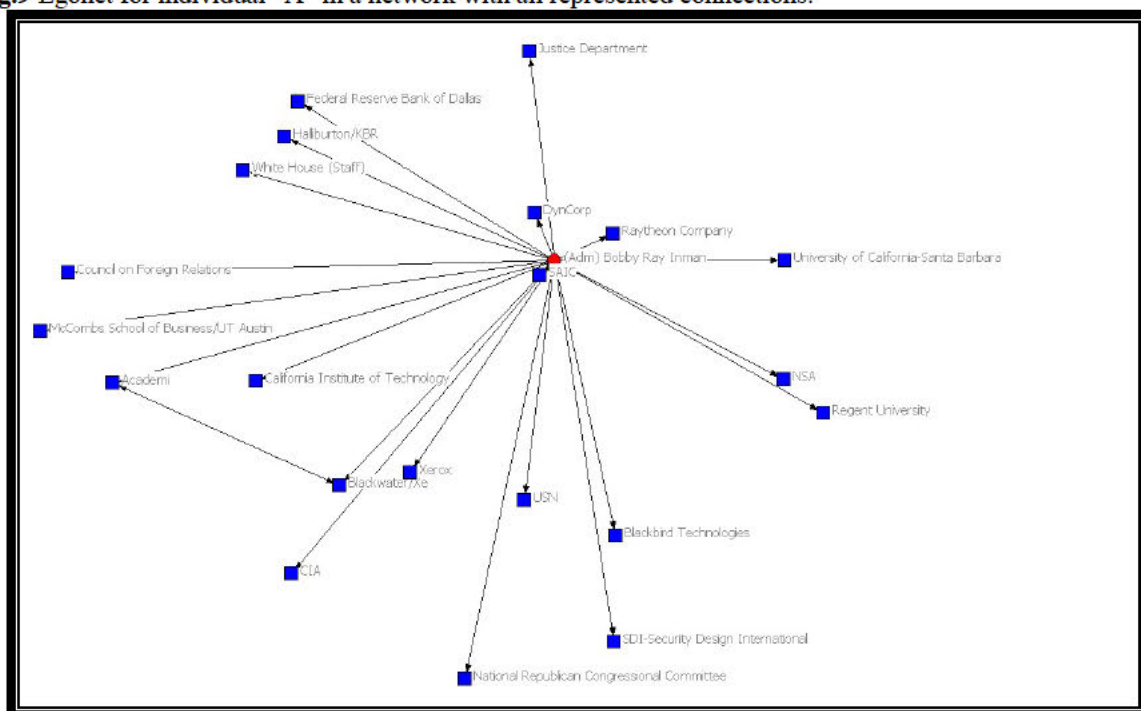 Egonet for individual "A" in a network with all represented connections.
Justice Department
Federal Reserve Bank of Dallas
Haliburton/KBR
White House (Staff)
DynCorp
Raytheon Company
(Adm) Bobby Ray Inman
University of California-Santa Barbara
Council on Foreign Relations
SAIC
McCombs School of Business/UT Austin
Academi
California Institute of Technology
NSA
Regent University
Xerox
Blackwater/Xe
USN
Blackbird Technologies
CIA
SDI-Security Design International
National Republican Congressional Committee